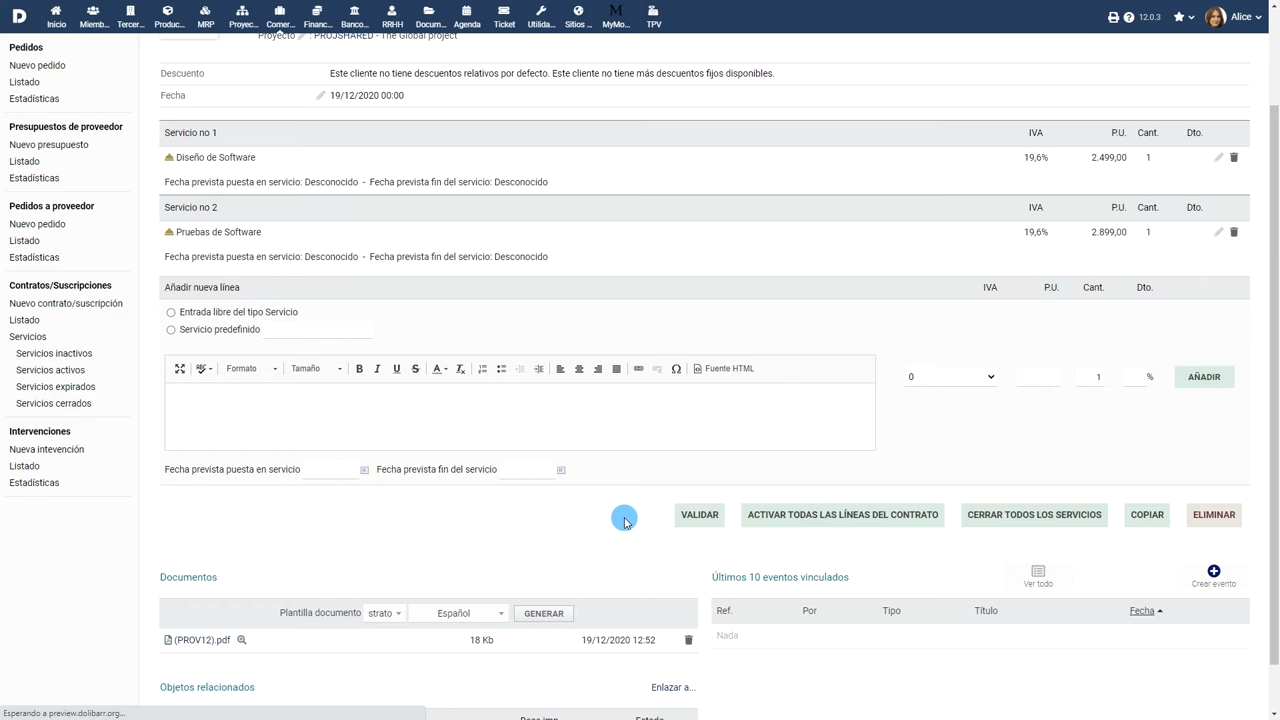 D Inicio Miemb... Tercer... Produc... MRP Proyec... Comer... Financ... Banco... RRHH Docum... Agenda Ticket Utilida... Sitios ... MyMo... TPV 12.0.3 Alice
Pedidos
Nuevo pedido
Listado
Estadísticas
Presupuestos de proveedor
Nuevo presupuesto
Listado
Estadísticas
Pedidos a proveedor
Nuevo pedido
Listado
Estadísticas
Contratos/Suscripciones
Nuevo contrato/suscripción
Listado
Servicios
Servicios inactivos
Servicios activos
Servicios expirados
Servicios cerrados
Intervenciones
Nueva intevención
Listado
Estadísticas
Proyecto : PROJSHARED - The Global project
Descuento Este cliente no tiene descuentos relativos por defecto. Este cliente no tiene más descuentos fijos disponibles.
Fecha 19/12/2020 00:00
Servicio no 1 IVA P.U. Cant. Dto.
Diseño de Software 19,6% 2.499,00 1
Fecha prevista puesta en servicio: Desconocido - Fecha prevista fin del servicio: Desconocido
Servicio no 2 IVA P.U. Cant. Dto.
Pruebas de Software 19,6% 2.899,00 1
Fecha prevista puesta en servicio: Desconocido - Fecha prevista fin del servicio: Desconocido
Añadir nueva línea IVA P.U. Cant. Dto.
Entrada libre del tipo Servicio
Servicio predefinido
Formato Tamaño B I U S A Fuente HTML
0 1 % AÑADIR
Fecha prevista puesta en servicio Fecha prevista fin del servicio
VALIDAR ACTIVAR TODAS LAS LÍNEAS DEL CONTRATO CERRAR TODOS LOS SERVICIOS COPIAR ELIMINAR
Documentos
Plantilla documento strato Español GENERAR
(PROV12).pdf 18 Kb 19/12/2020 12:52
Últimos 10 eventos vinculados Ver todo Crear evento
Ref. Por Tipo Título Fecha
Nada
Objetos relacionados Enlazar a...
Base imp. Estado
Esperando a preview.dolibarr.org...